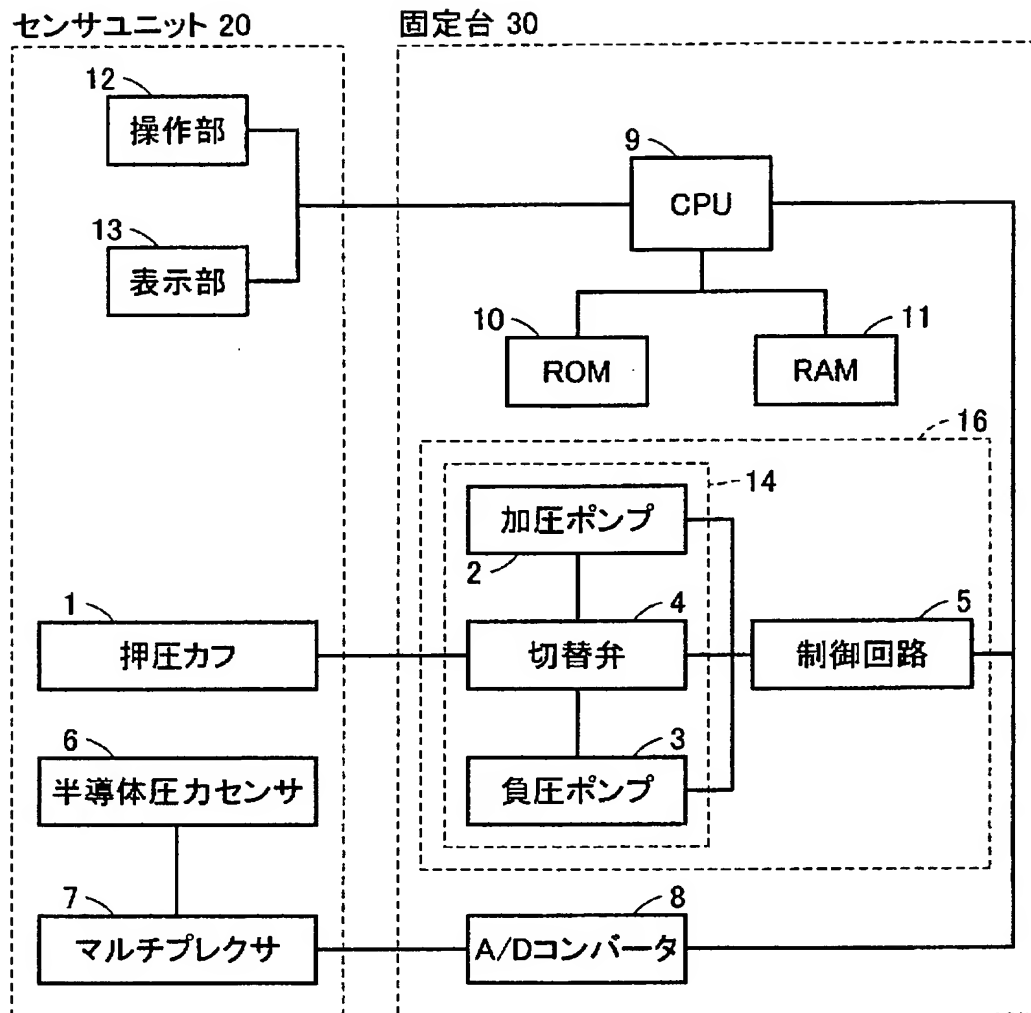 センサユニット 20
固定台 30
12
操作部
9
CPU
13
表示部
10
ROM
11
RAM
16
14
加圧ポンプ
2
1
押圧カフ
4
切替弁
5
制御回路
6
半導体圧力センサ
3
負圧ポンプ
7
マルチプレクサ
8
A/Dコンバータ